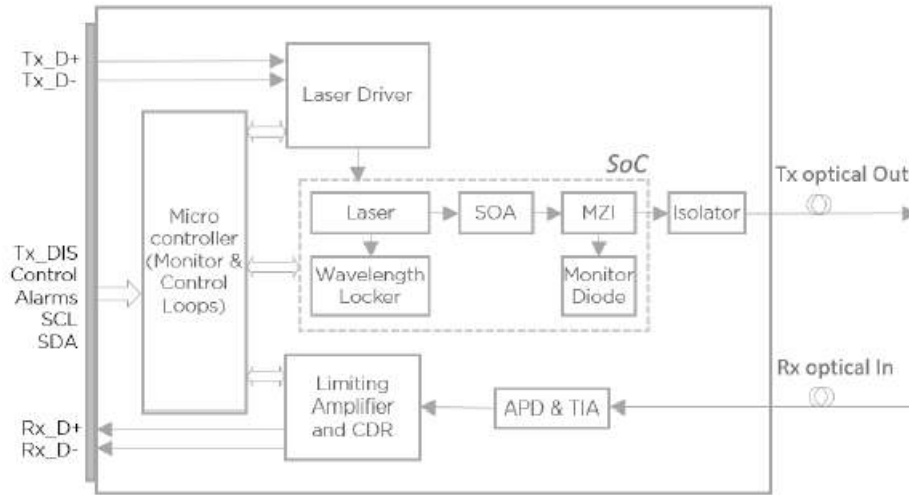 Tx_D+
Tx_D-
Laser Driver
SoC
Tx optical Out
Laser
SOA
MZI
Isolator
Micro
controller
(Monitor &
Control
Loops)
Wavelength
Locker
Monitor
Diode
Tx_DIS
Control
Alarms
SCL
SDA
Rx optical In
Limiting
Amplifier
and CDR
APD & TIA
Rx_D+
Rx_D-